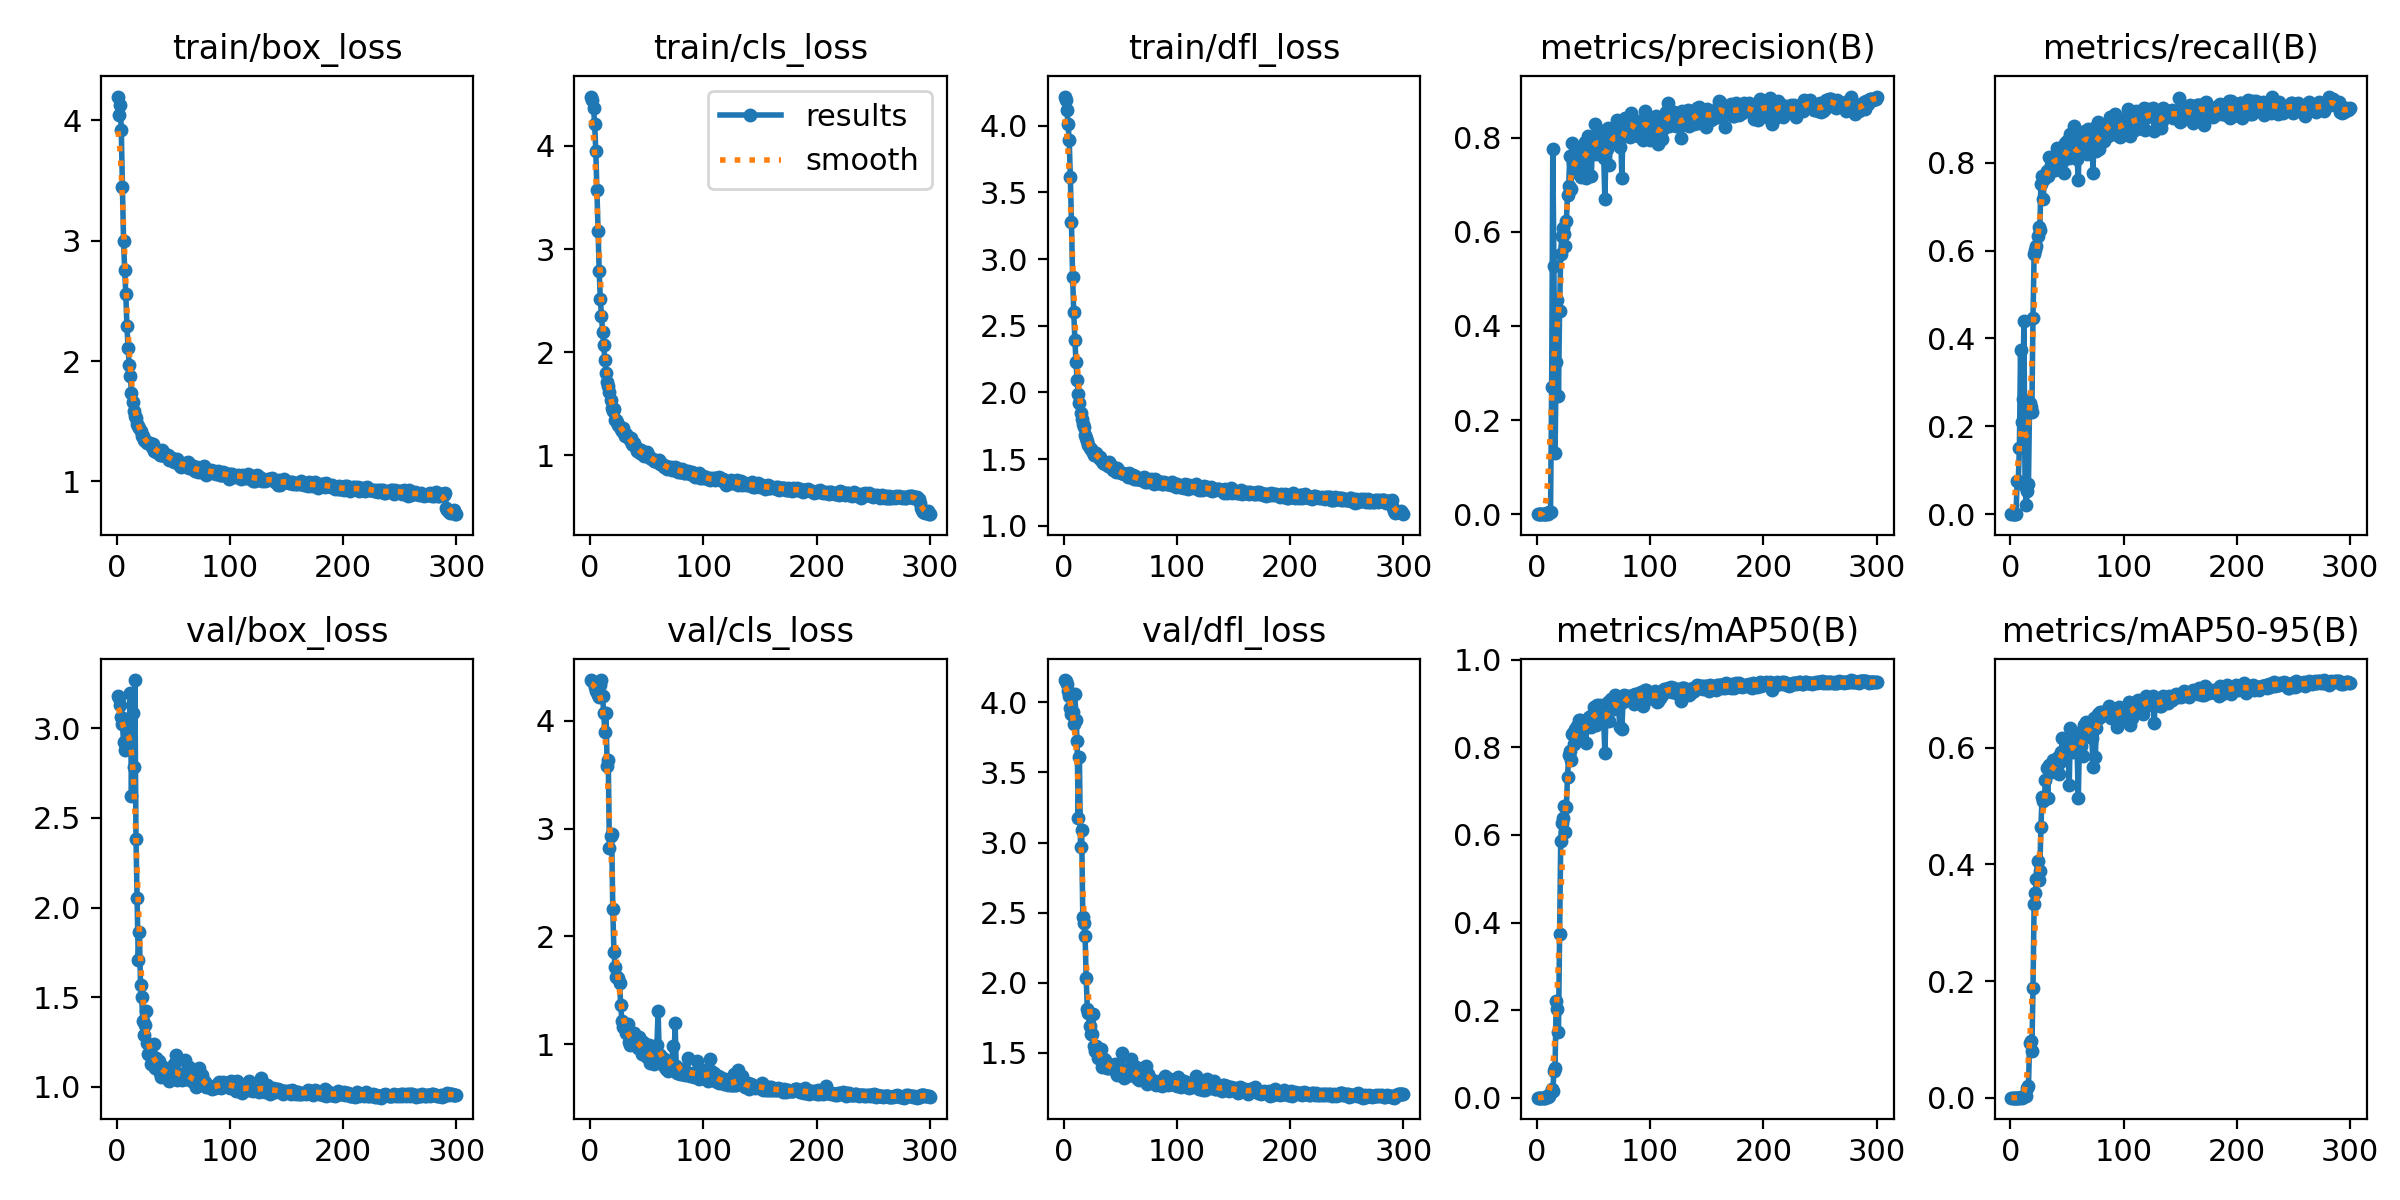 train/box_loss
4
3
2
1
0 100 200 300
train/cls_loss
results
smooth
4
3
2
1
0 100 200 300
train/dfl_loss
4.0
3.5
3.0
2.5
2.0
1.5
1.0
0 100 200 300
metrics/precision(B)
0.8
0.6
0.4
0.2
0.0
0 100 200 300
metrics/recall(B)
0.8
0.6
0.4
0.2
0.0
0 100 200 300
val/box_loss
3.0
2.5
2.0
1.5
1.0
0 100 200 300
val/cls_loss
4
3
2
1
0 100 200 300
val/dfl_loss
4.0
3.5
3.0
2.5
2.0
1.5
0 100 200 300
metrics/mAP50(B)
1.0
0.8
0.6
0.4
0.2
0.0
0 100 200 300
metrics/mAP50-95(B)
0.6
0.4
0.2
0.0
0 100 200 300